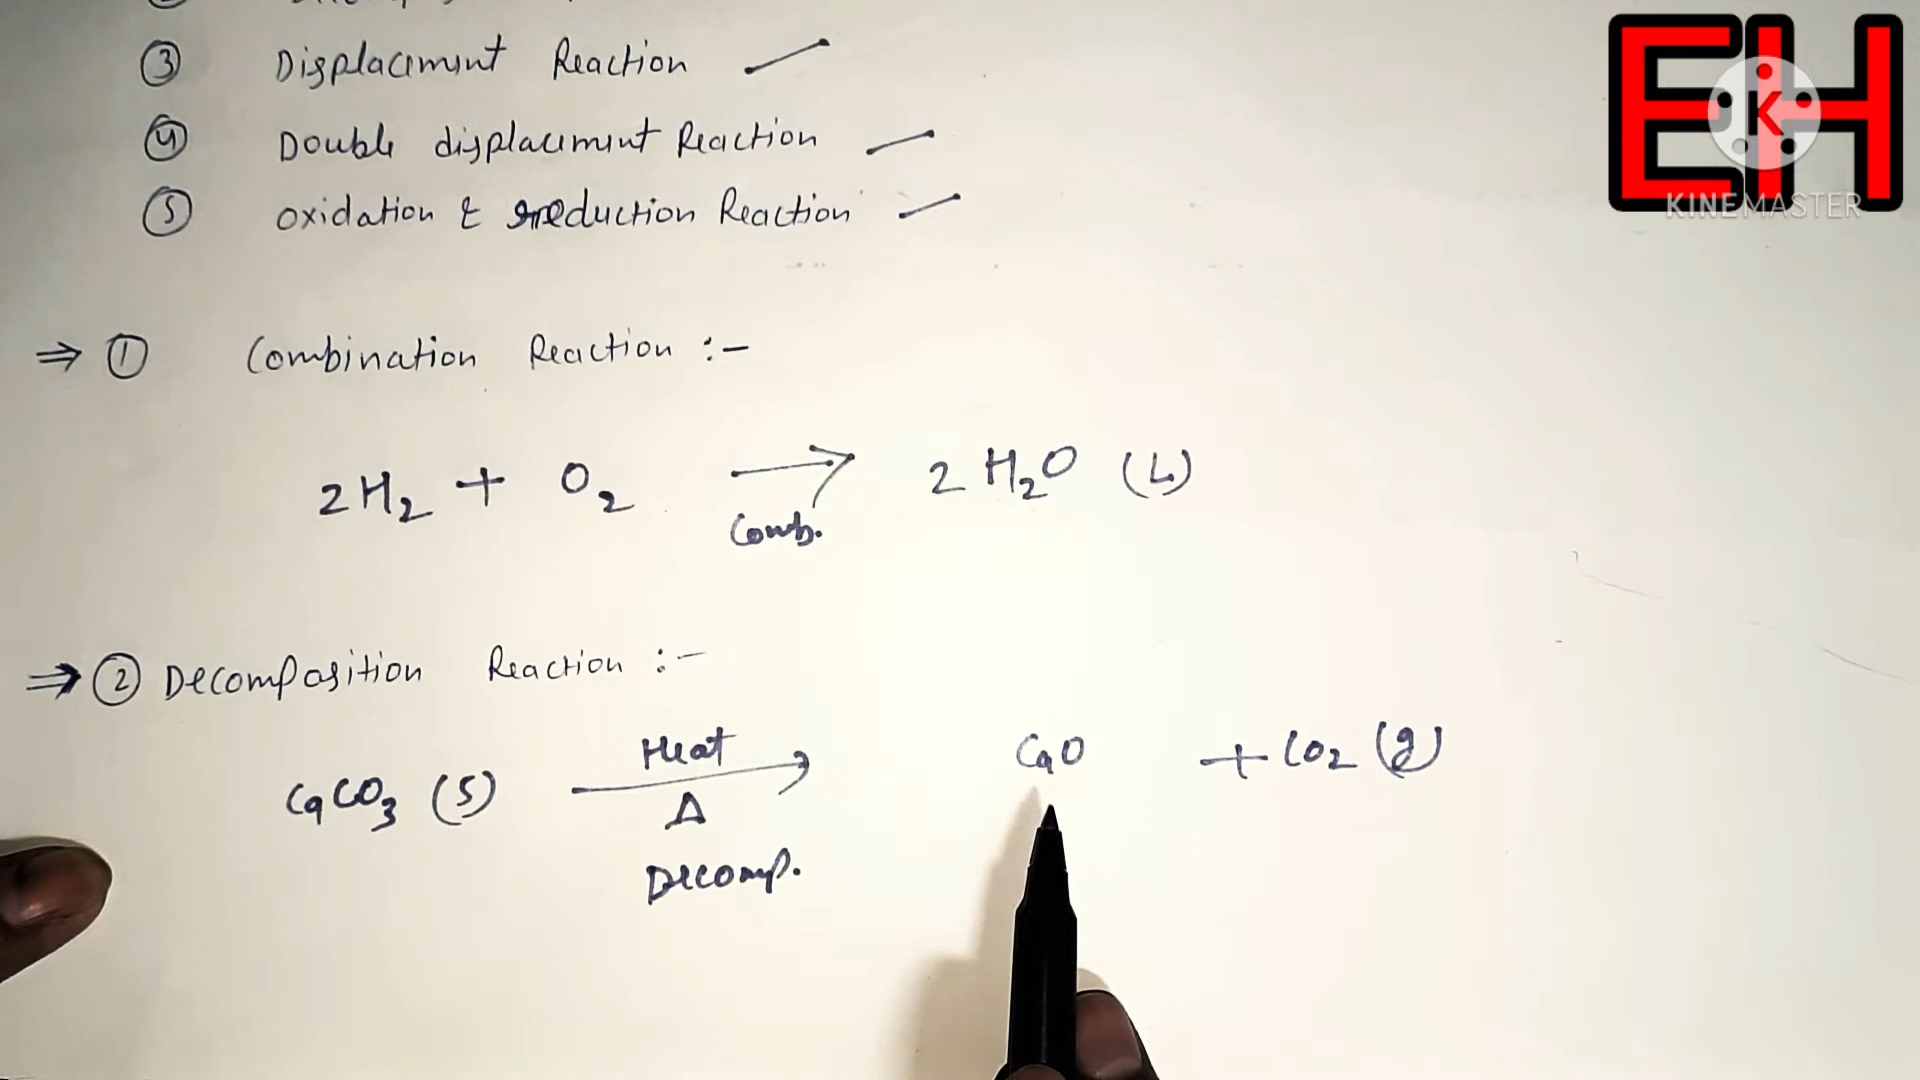 ③ Displacement Reaction
④ Double displacement Reaction
⑤ oxidation & reduction Reaction
EH
KINEMASTER
⇒ ① Combination Reaction :-
2H₂ + O₂ → 2H₂O (L)
Comb.
⇒ ② Decomposition Reaction :-
Heat
CaCO₃ (S) → CaO + CO₂ (g)
Δ
Decomp.